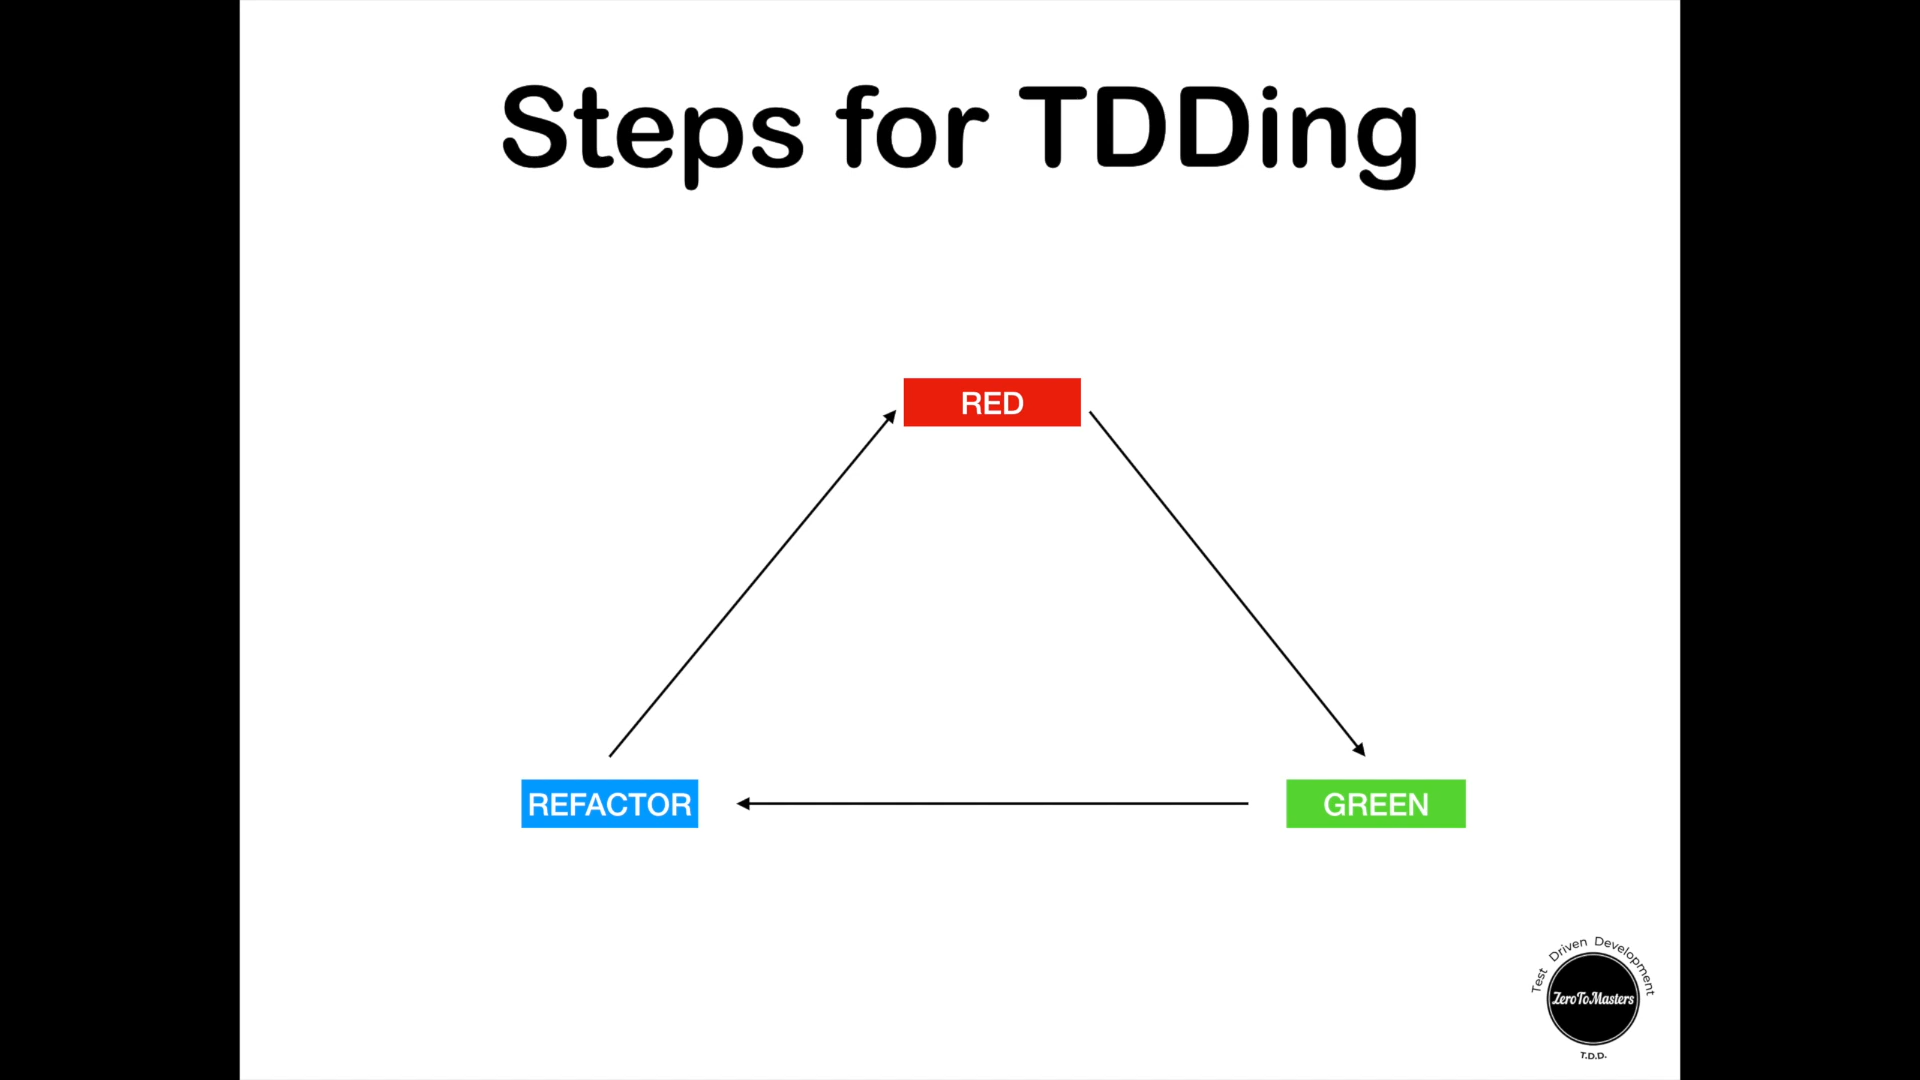 Steps for TDDing
RED
REFACTOR
GREEN
Test Driven Development
ZeroToMasters
T.D.D.